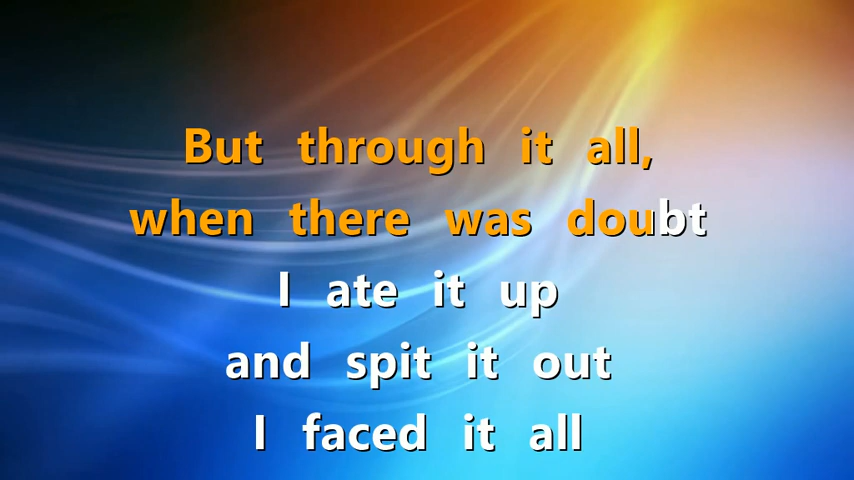 But through it all,
when there was doubt
I ate it up
and spit it out
I faced it all